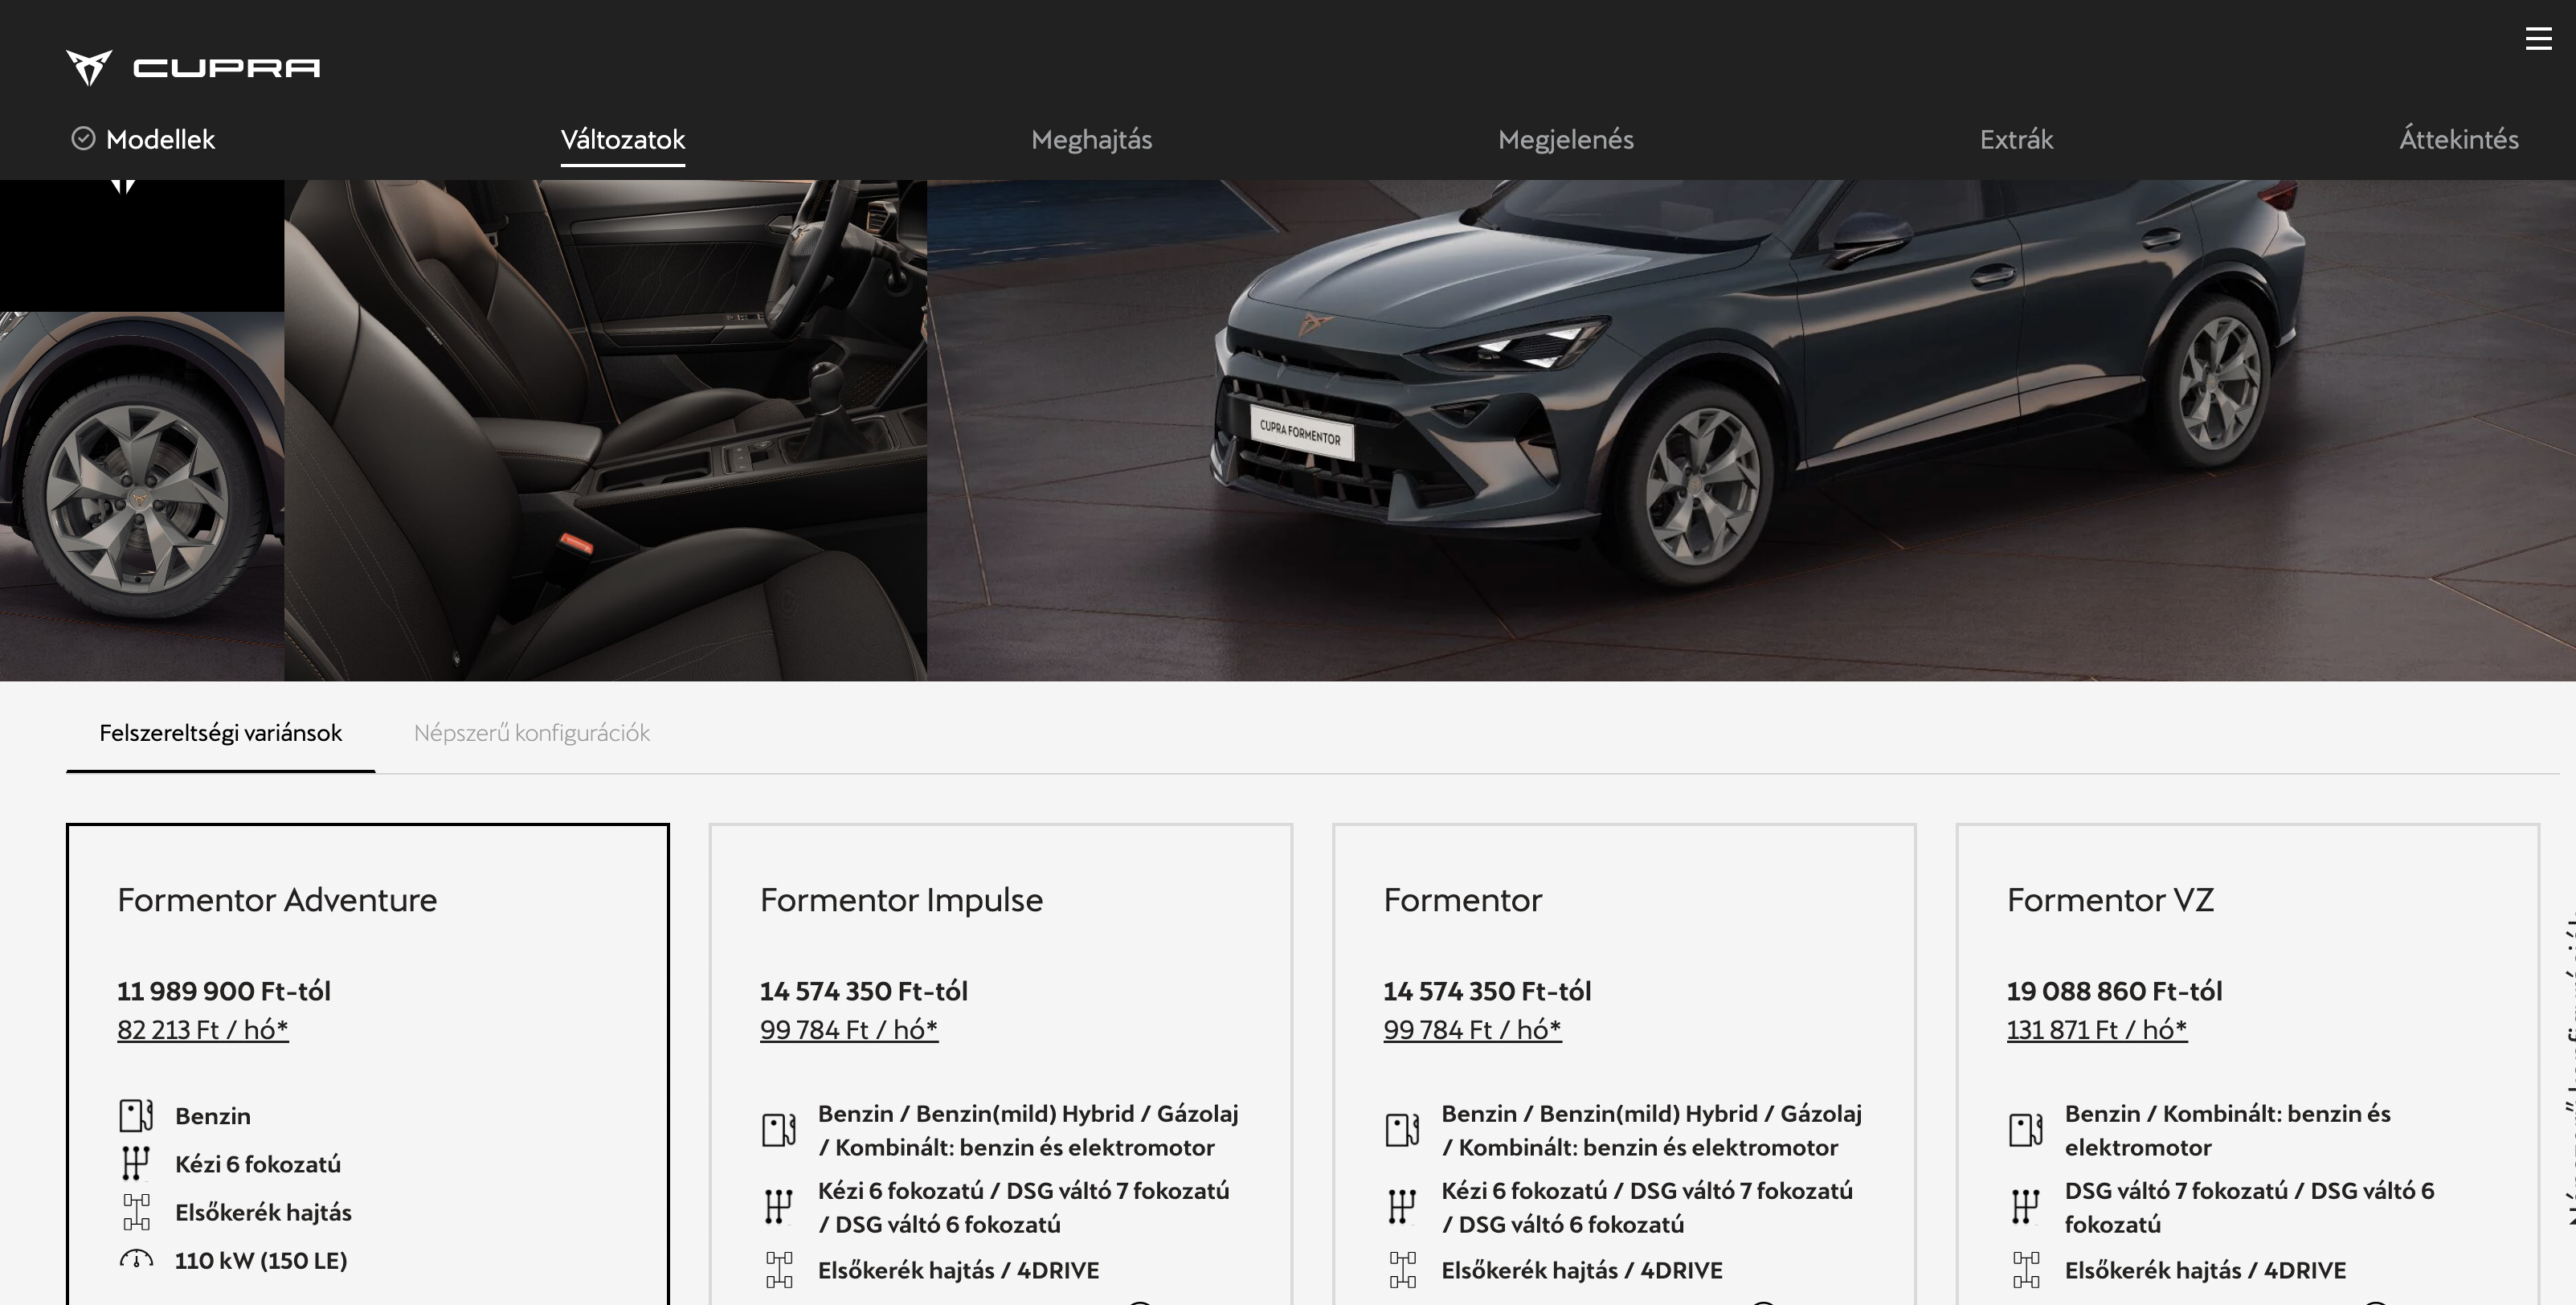 CUPRA
Modellek
Változatok
Meghajtás
Megjelenés
Extrák
Áttekintés
CUPRA FORMENTOR
Felszereltségi variánsok
Népszerű konfigurációk
Formentor Adventure
11 989 900 Ft-tól
82 213 Ft / hó*
Benzin
Kézi 6 fokozatú
Elsőkerék hajtás
110 kW (150 LE)
Formentor Impulse
14 574 350 Ft-tól
99 784 Ft / hó*
Benzin / Benzin(mild) Hybrid / Gázolaj
/ Kombinált: benzin és elektromotor
Kézi 6 fokozatú / DSG váltó 7 fokozatú
/ DSG váltó 6 fokozatú
Elsőkerék hajtás / 4DRIVE
Formentor
14 574 350 Ft-tól
99 784 Ft / hó*
Benzin / Benzin(mild) Hybrid / Gázolaj
/ Kombinált: benzin és elektromotor
Kézi 6 fokozatú / DSG váltó 7 fokozatú
/ DSG váltó 6 fokozatú
Elsőkerék hajtás / 4DRIVE
Formentor VZ
19 088 860 Ft-tól
131 871 Ft / hó*
Benzin / Kombinált: benzin és
elektromotor
DSG váltó 7 fokozatú / DSG váltó 6
fokozatú
Elsőkerék hajtás / 4DRIVE